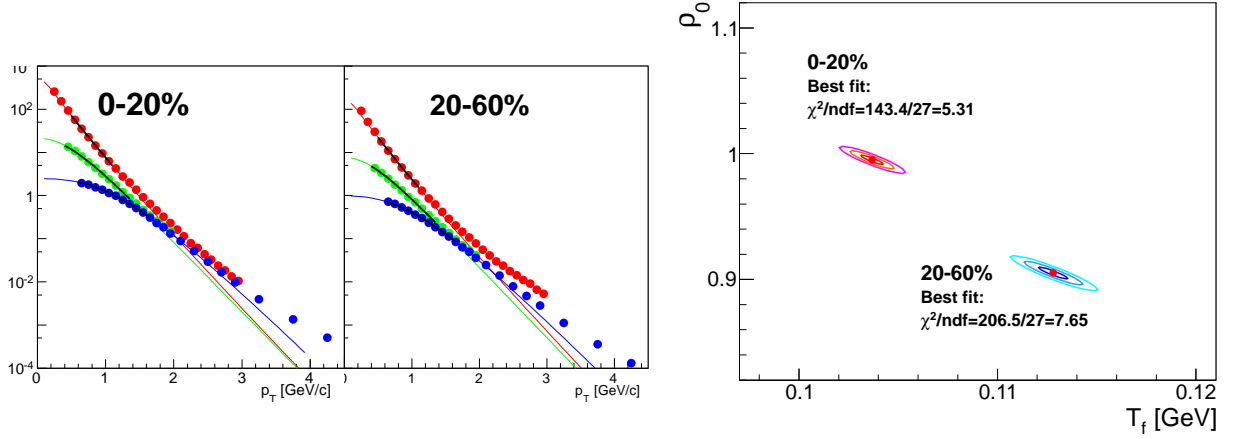 0-20%
20-60%
10
10²
1
10⁻²
10⁻⁴
0 1 2 3 4
0 1 2 3 4
p_T [GeV/c]
p_T [GeV/c]
ρ₀
1.1
1
0.9
0-20%
Best fit:
χ²/ndf=143.4/27=5.31
20-60%
Best fit:
χ²/ndf=206.5/27=7.65
0.1 0.11 0.12
T_f [GeV]